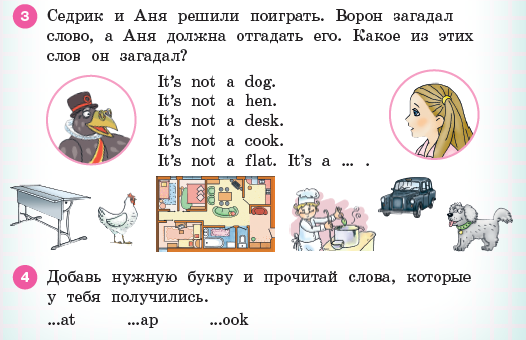 3 Седрик и Аня решили поиграть. Ворон загадал
слово, а Аня должна отгадать его. Какое из этих
слов он загадал?
It's not a dog.
It's not a hen.
It's not a desk.
It's not a cook.
It's not a flat. It's a ... .
4 Добавь нужную букву и прочитай слова, которые
у тебя получились.
...at ...ap ...ook